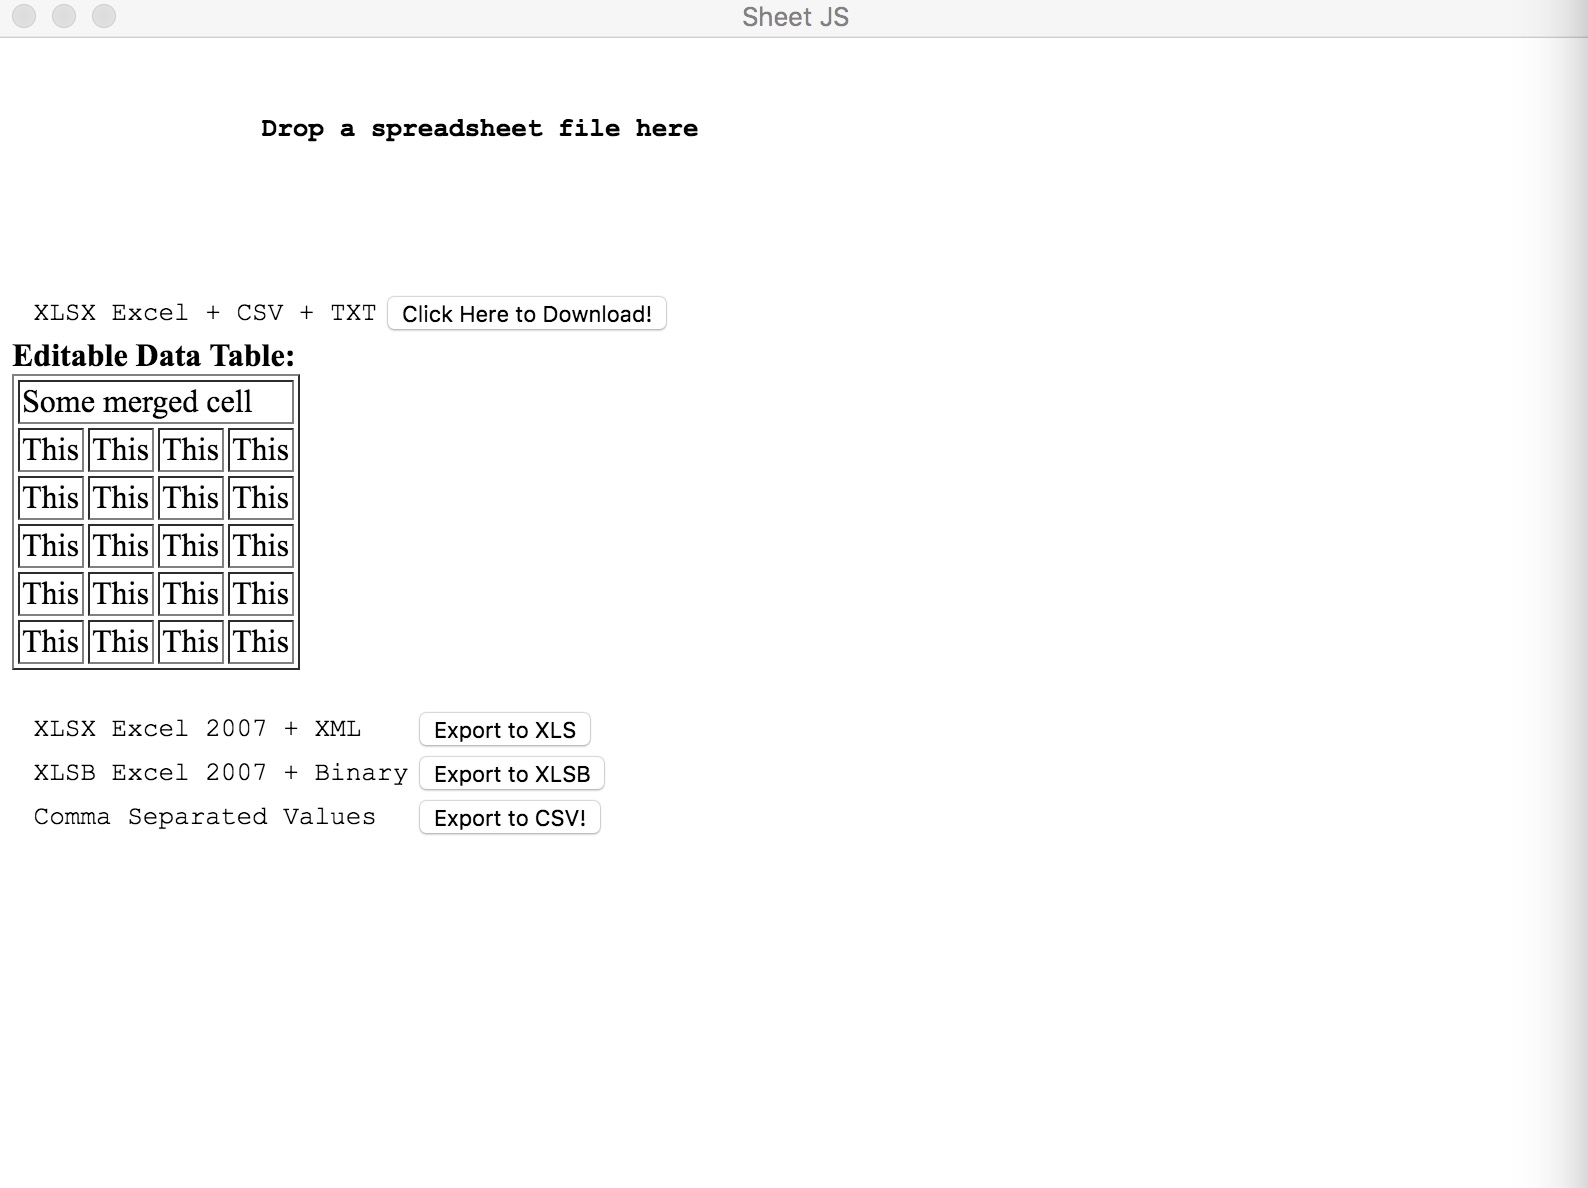 Sheet JS
Drop a spreadsheet file here
XLSX Excel + CSV + TXT Click Here to Download!
Editable Data Table:
Some merged cell
This This This This
This This This This
This This This This
This This This This
This This This This
XLSX Excel 2007 + XML Export to XLS
XLSB Excel 2007 + Binary Export to XLSB
Comma Separated Values Export to CSV!